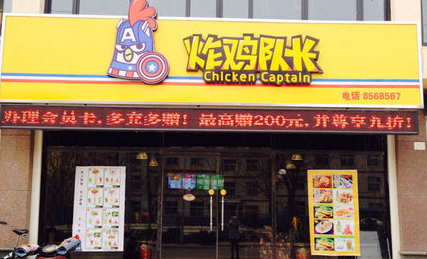 炸鸡队长
Chicken Captain
电话 8568567
办理会员卡,多充多赠!最高赠200元,并尊享九折!